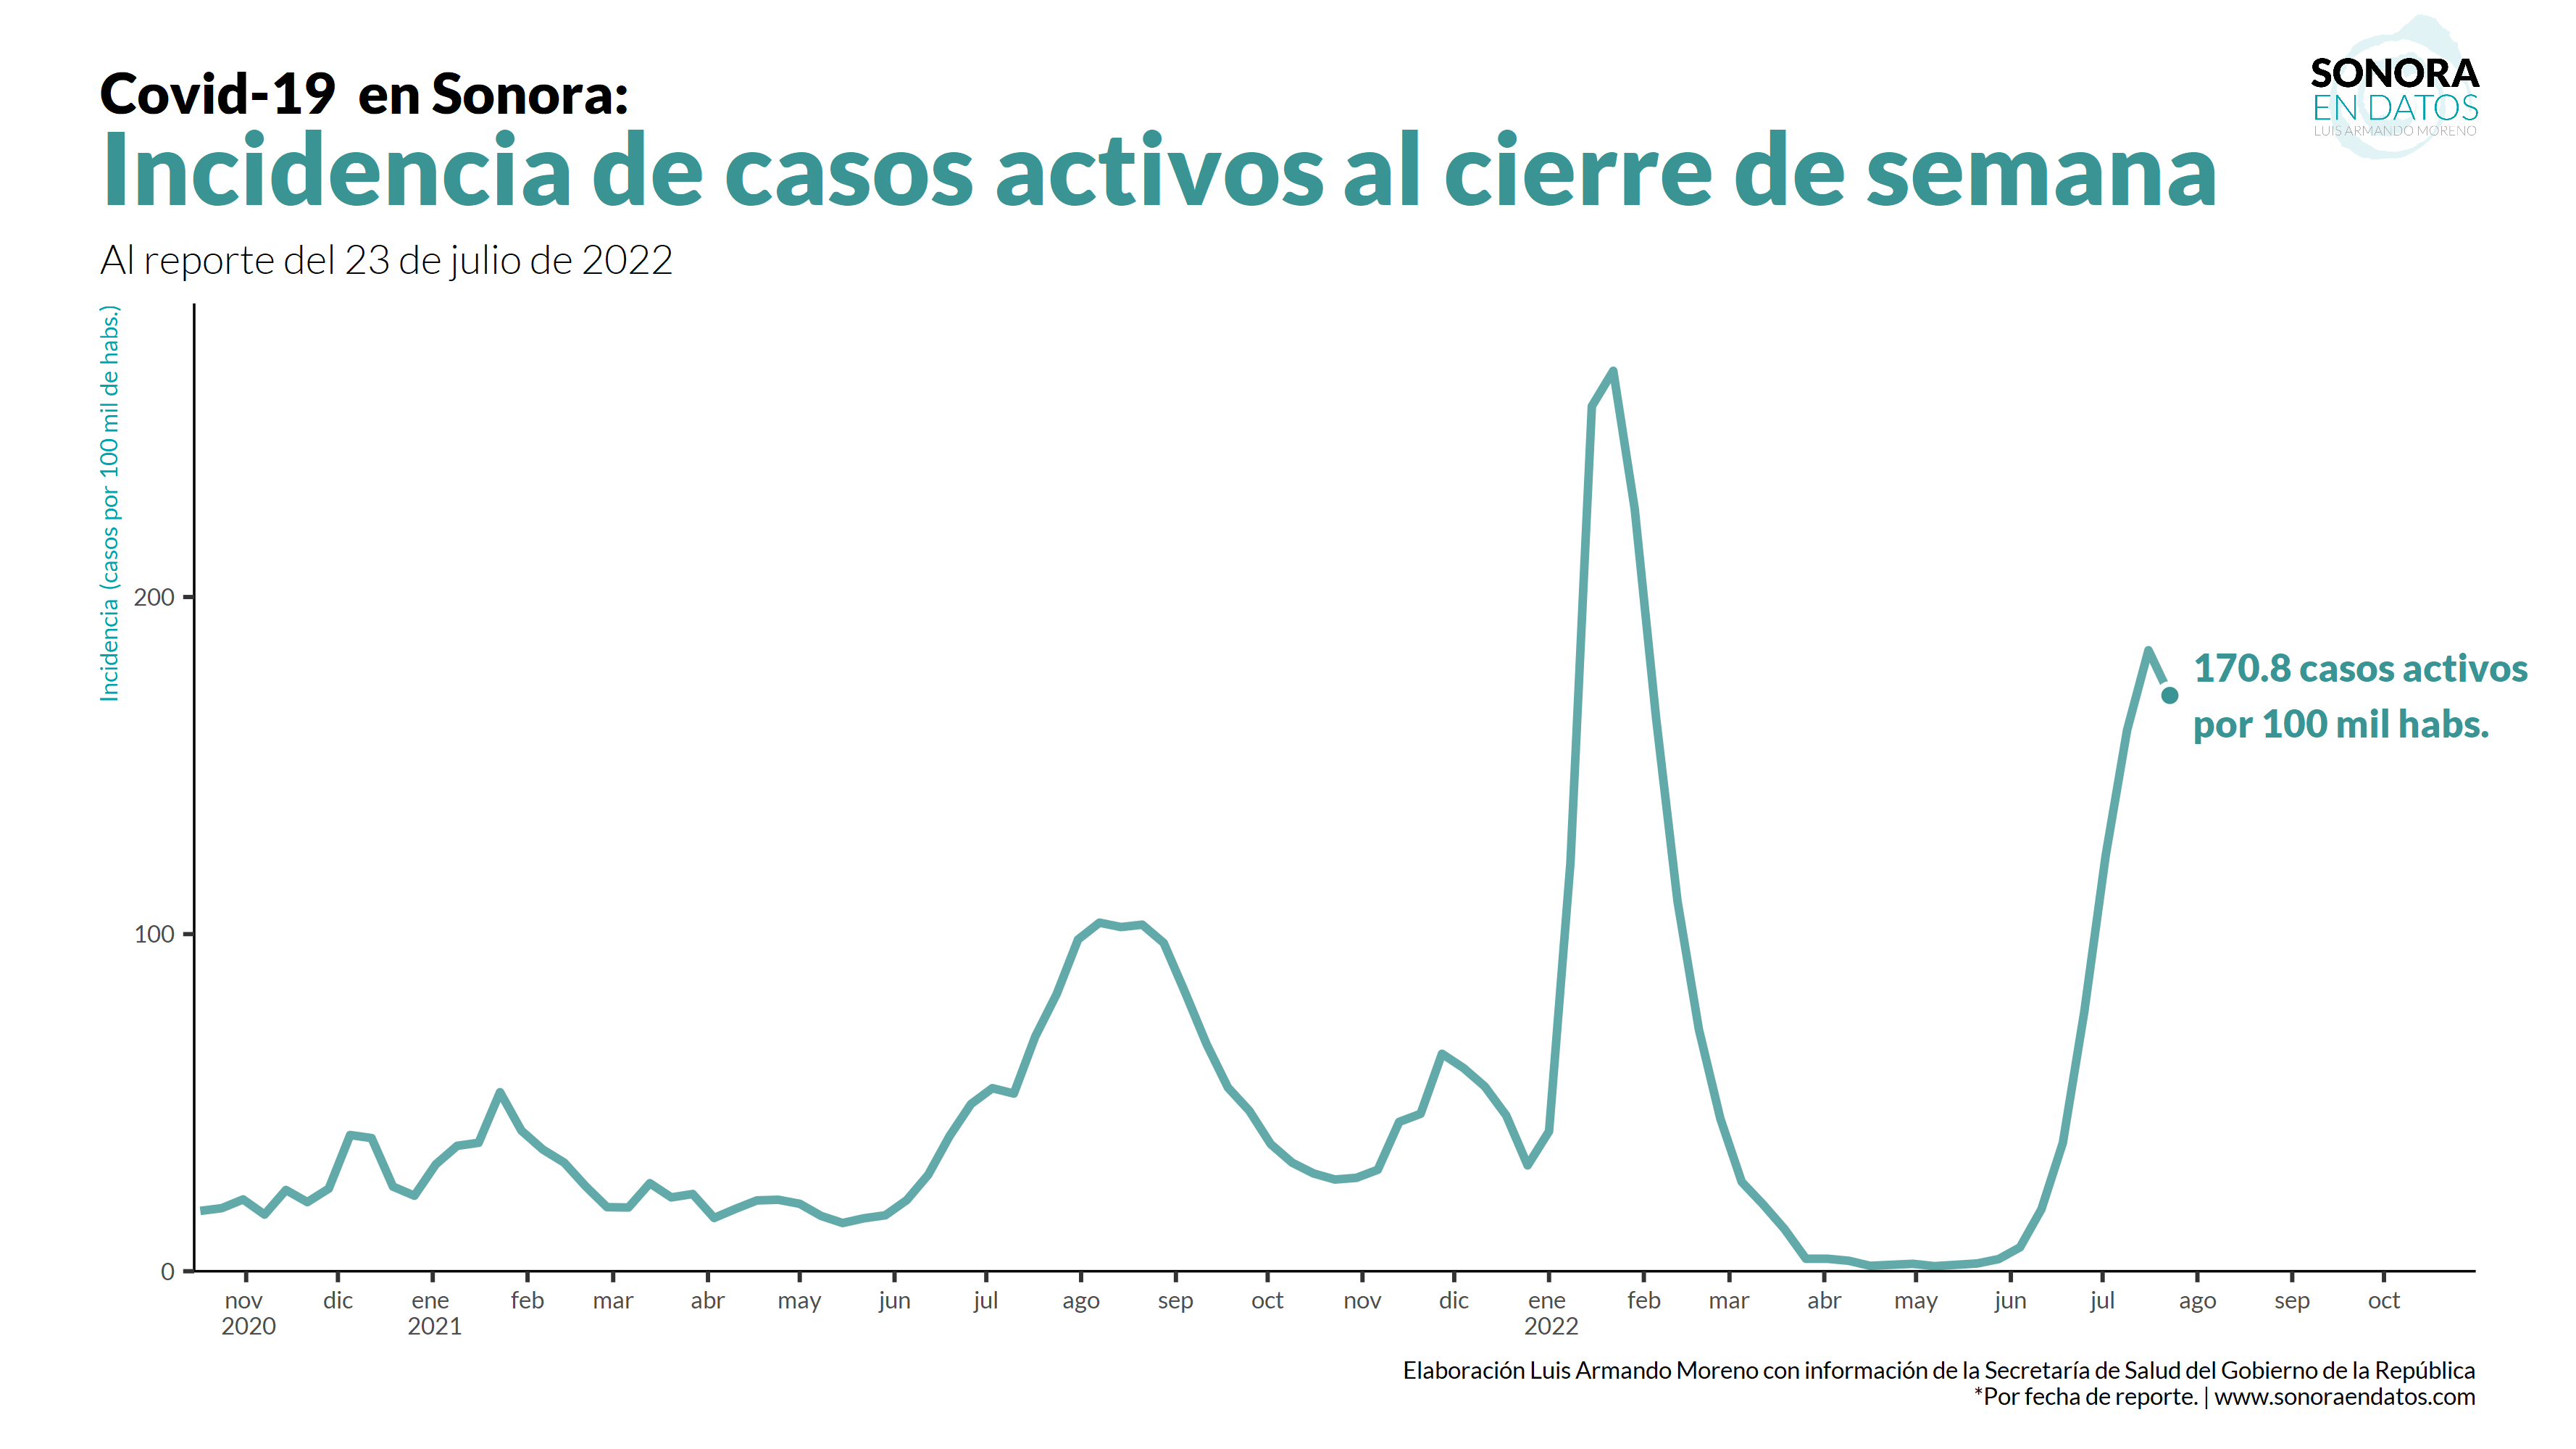 Covid-19 en Sonora:
Incidencia de casos activos al cierre de semana
Al reporte del 23 de julio de 2022
SONORA
EN DATOS
LUIS ARMANDO MORENO
Incidencia (casos por 100 mil de habs.)
200
100
0
170.8 casos activos
por 100 mil habs.
nov dic ene feb mar abr may jun jul ago sep oct nov dic ene feb mar abr may jun jul ago sep oct
2020 2021 2022
Elaboración Luis Armando Moreno con información de la Secretaría de Salud del Gobierno de la República
*Por fecha de reporte. | www.sonoraendatos.com